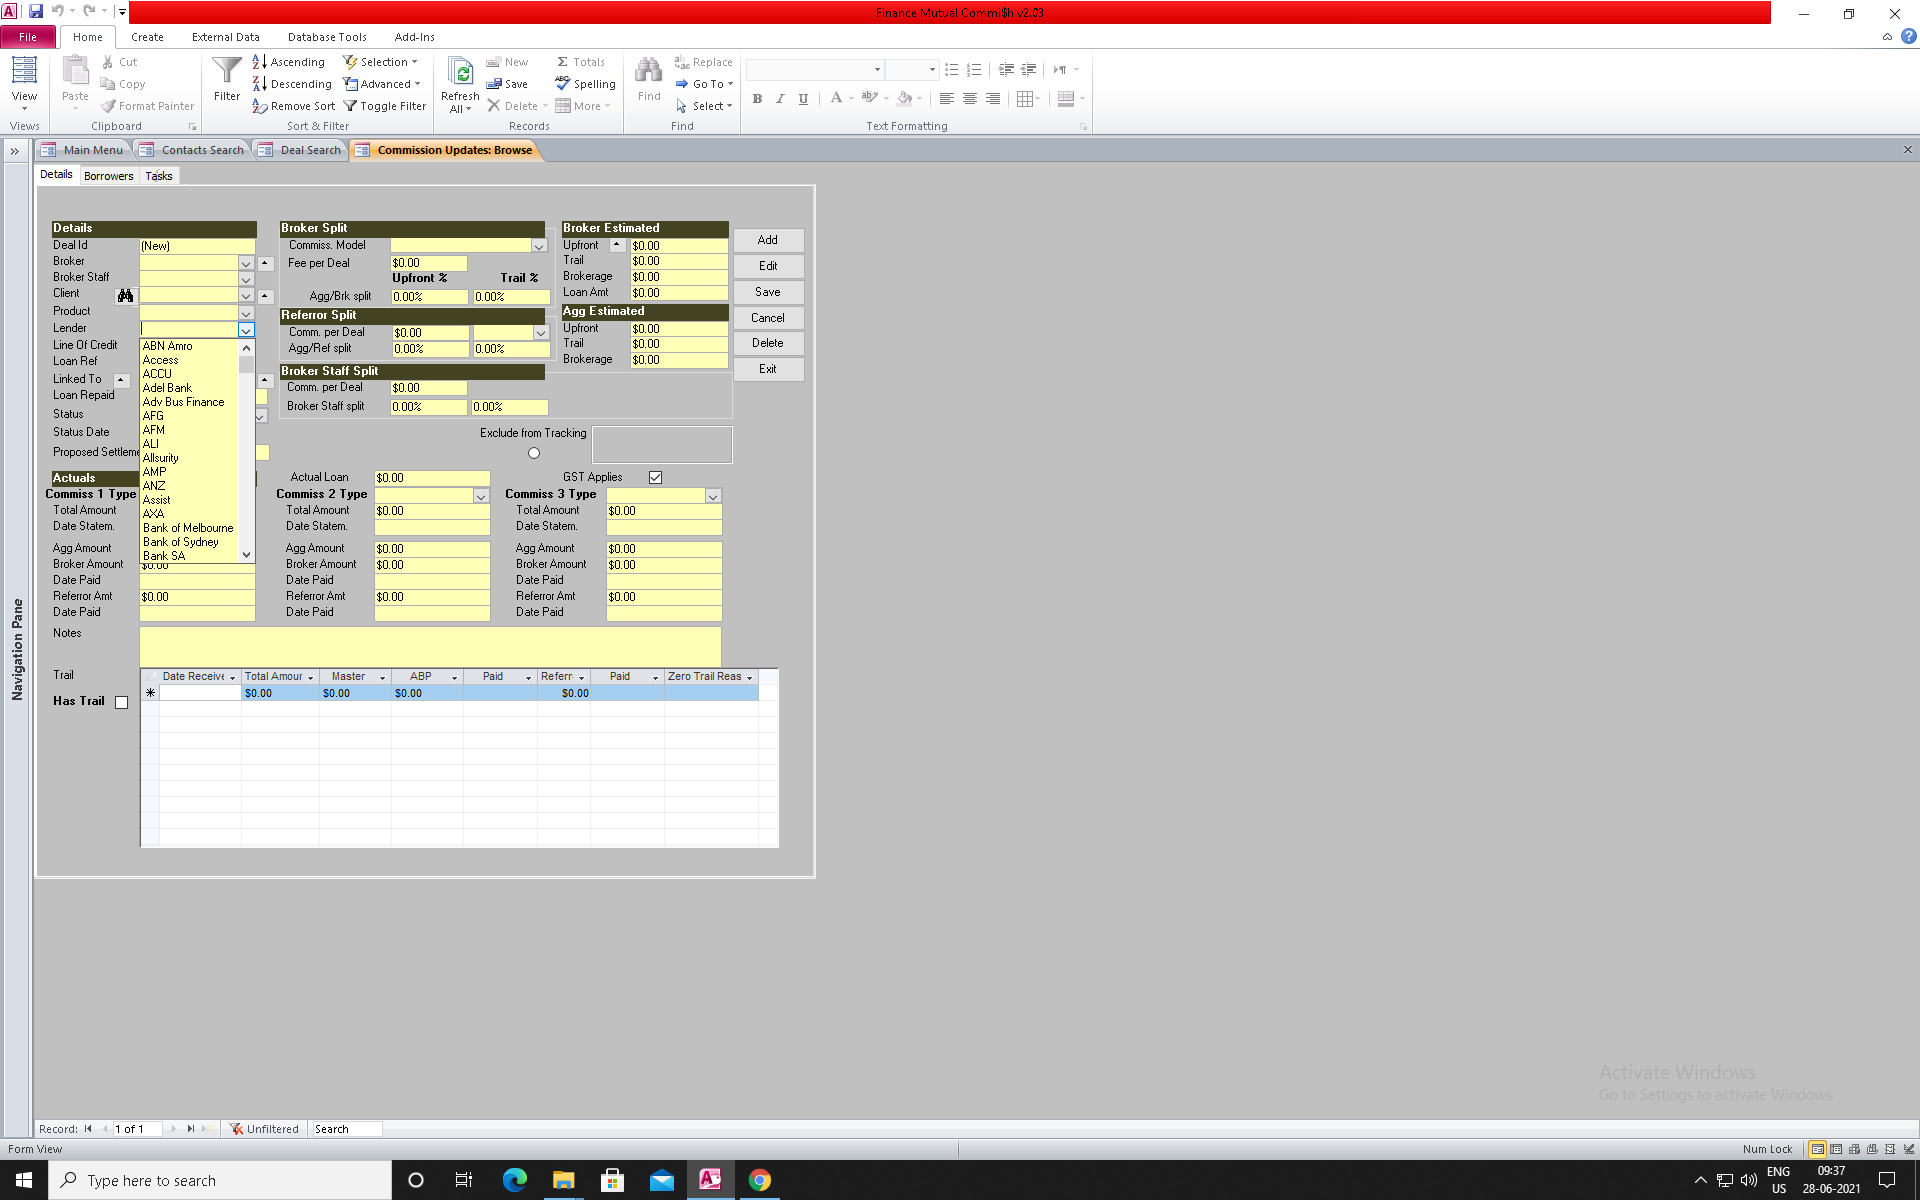 Finance Mutual Commi$h v2.03
File Home Create External Data Database Tools Add-Ins
View
Views
Paste
Cut
Copy
Format Painter
Clipboard
Filter
Ascending
Descending
Remove Sort
Selection
Advanced
Toggle Filter
Sort & Filter
Refresh All
New
Save
Delete
Totals
Spelling
More
Records
Find
Replace
Go To
Select
Find
B I U A
Text Formatting
Main Menu Contacts Search Deal Search Commission Updates: Browse
Details Borrowers Tasks
Navigation Pane
Details
Deal Id (New)
Broker
Broker Staff
Client
Product
Lender
Line Of Credit
Loan Ref
Linked To
Loan Repaid
Status
Status Date
Proposed Settleme
ABN Amro
Access
ACCU
Adel Bank
Adv Bus Finance
AFG
AFM
ALI
Allsurity
AMP
ANZ
Assist
AXA
Bank of Melbourne
Bank of Sydney
Bank SA
Broker Split
Commiss. Model
Fee per Deal $0.00
Upfront % Trail %
Agg/Brk split 0.00% 0.00%
Referror Split
Comm. per Deal $0.00
Agg/Ref split 0.00% 0.00%
Broker Staff Split
Comm. per Deal $0.00
Broker Staff split 0.00% 0.00%
Broker Estimated
Upfront $0.00
Trail $0.00
Brokerage $0.00
Loan Amt $0.00
Agg Estimated
Upfront $0.00
Trail $0.00
Brokerage $0.00
Add
Edit
Save
Cancel
Delete
Exit
Exclude from Tracking
Actuals
Actual Loan $0.00
GST Applies
Commiss 1 Type
Total Amount
Date Statem.
Agg Amount
Broker Amount $0.00
Date Paid
Referror Amt $0.00
Date Paid
Commiss 2 Type
Total Amount $0.00
Date Statem.
Agg Amount $0.00
Broker Amount $0.00
Date Paid
Referror Amt $0.00
Date Paid
Commiss 3 Type
Total Amount $0.00
Date Statem.
Agg Amount $0.00
Broker Amount $0.00
Date Paid
Referror Amt $0.00
Date Paid
Notes
Trail
Has Trail
Date Receive Total Amour Master ABP Paid Referr Paid Zero Trail Reas
$0.00 $0.00 $0.00 $0.00
Activate Windows
Go to Settings to activate Windows.
Record: 1 of 1 Unfiltered Search
Form View Num Lock
Type here to search
ENG
US
09:37
28-06-2021